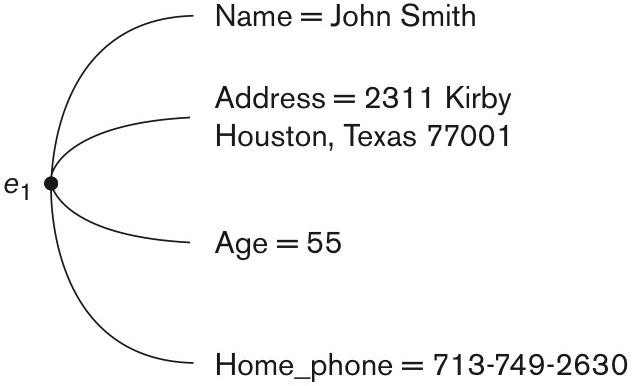 Name = John Smith
Address = 2311 Kirby
Houston, Texas 77001
e1
Age = 55
Home_phone = 713-749-2630